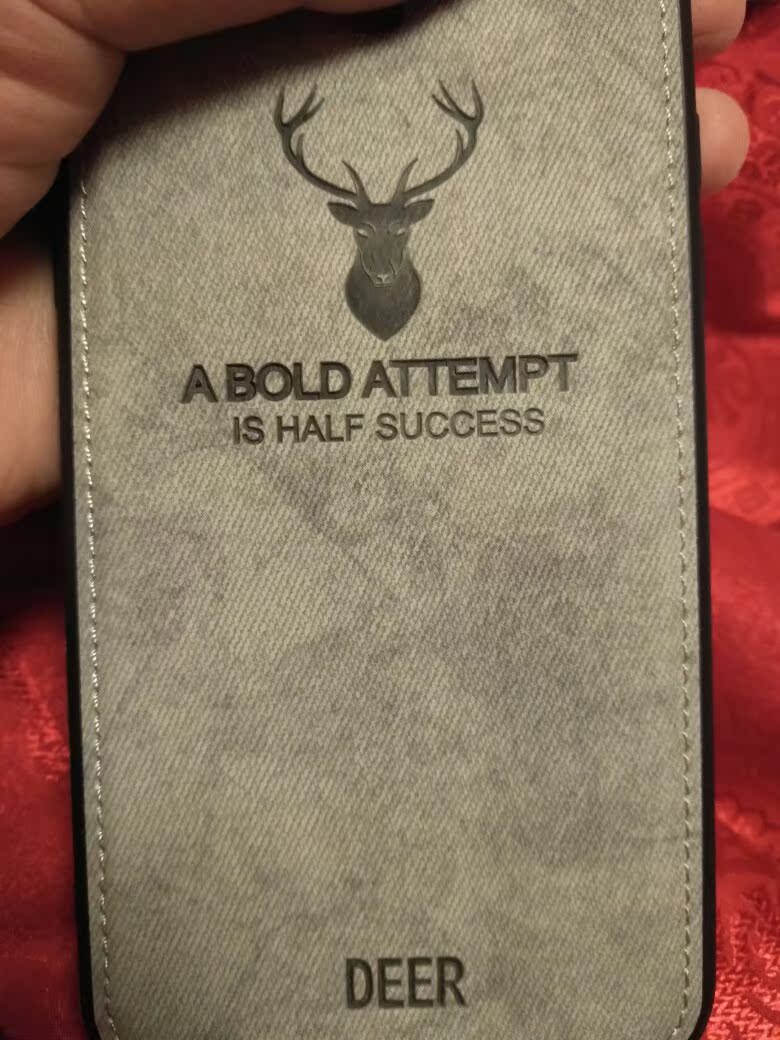 A BOLD ATTEMPT
IS HALF SUCCESS
DEER